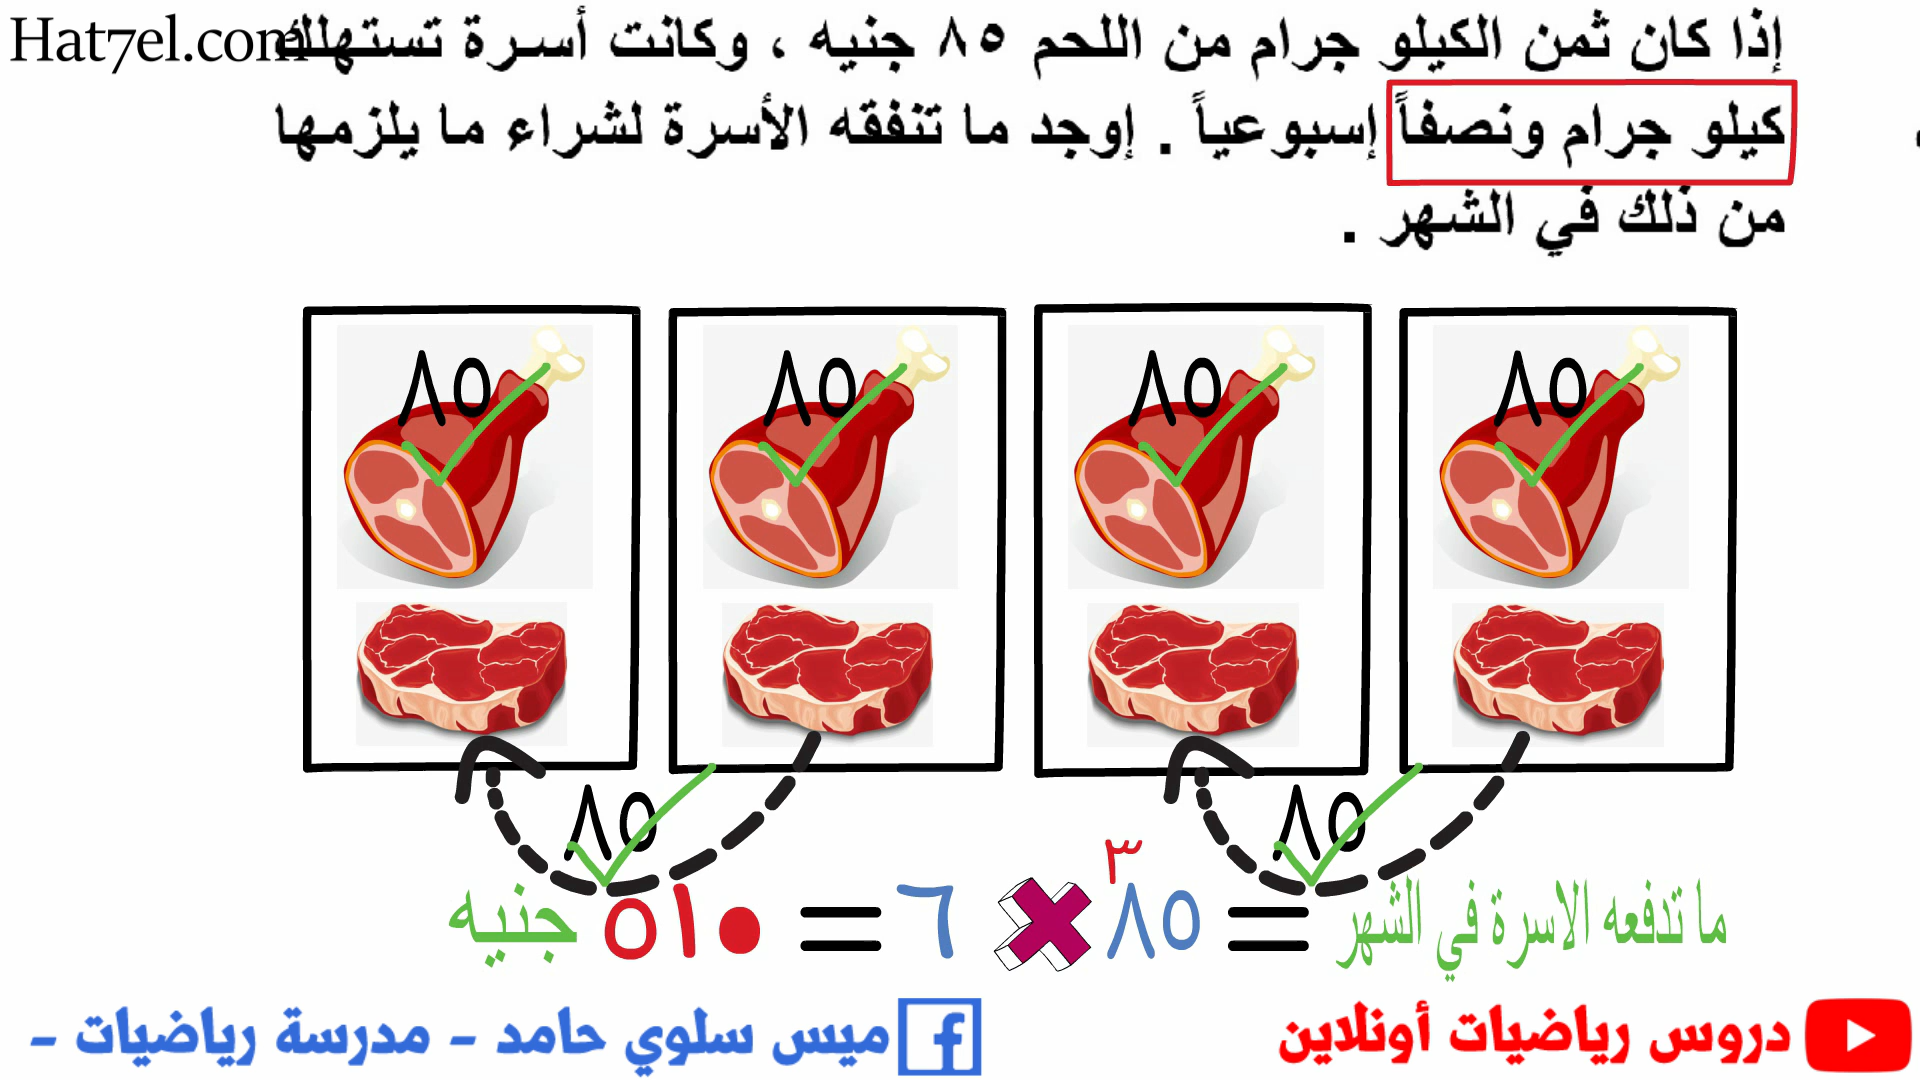 Hat7el.com
إذا كان ثمن الكيلو جرام من اللحم ٨٥ جنيه ، وكانت أسرة تستهلك
كيلو جرام ونصفاً إسبوعياً . إوجد ما تنفقه الأسرة لشراء ما يلزمها
من ذلك في الشهر .
٨٥ ٨٥ ٨٥ ٨٥
٨٥ ٨٥
٣
ما تدفعه الاسرة في الشهر = ٨٥ × ٦ = ٥١٠ جنيه
دروس رياضيات أونلاين
ميس سلوي حامد - مدرسة رياضيات -